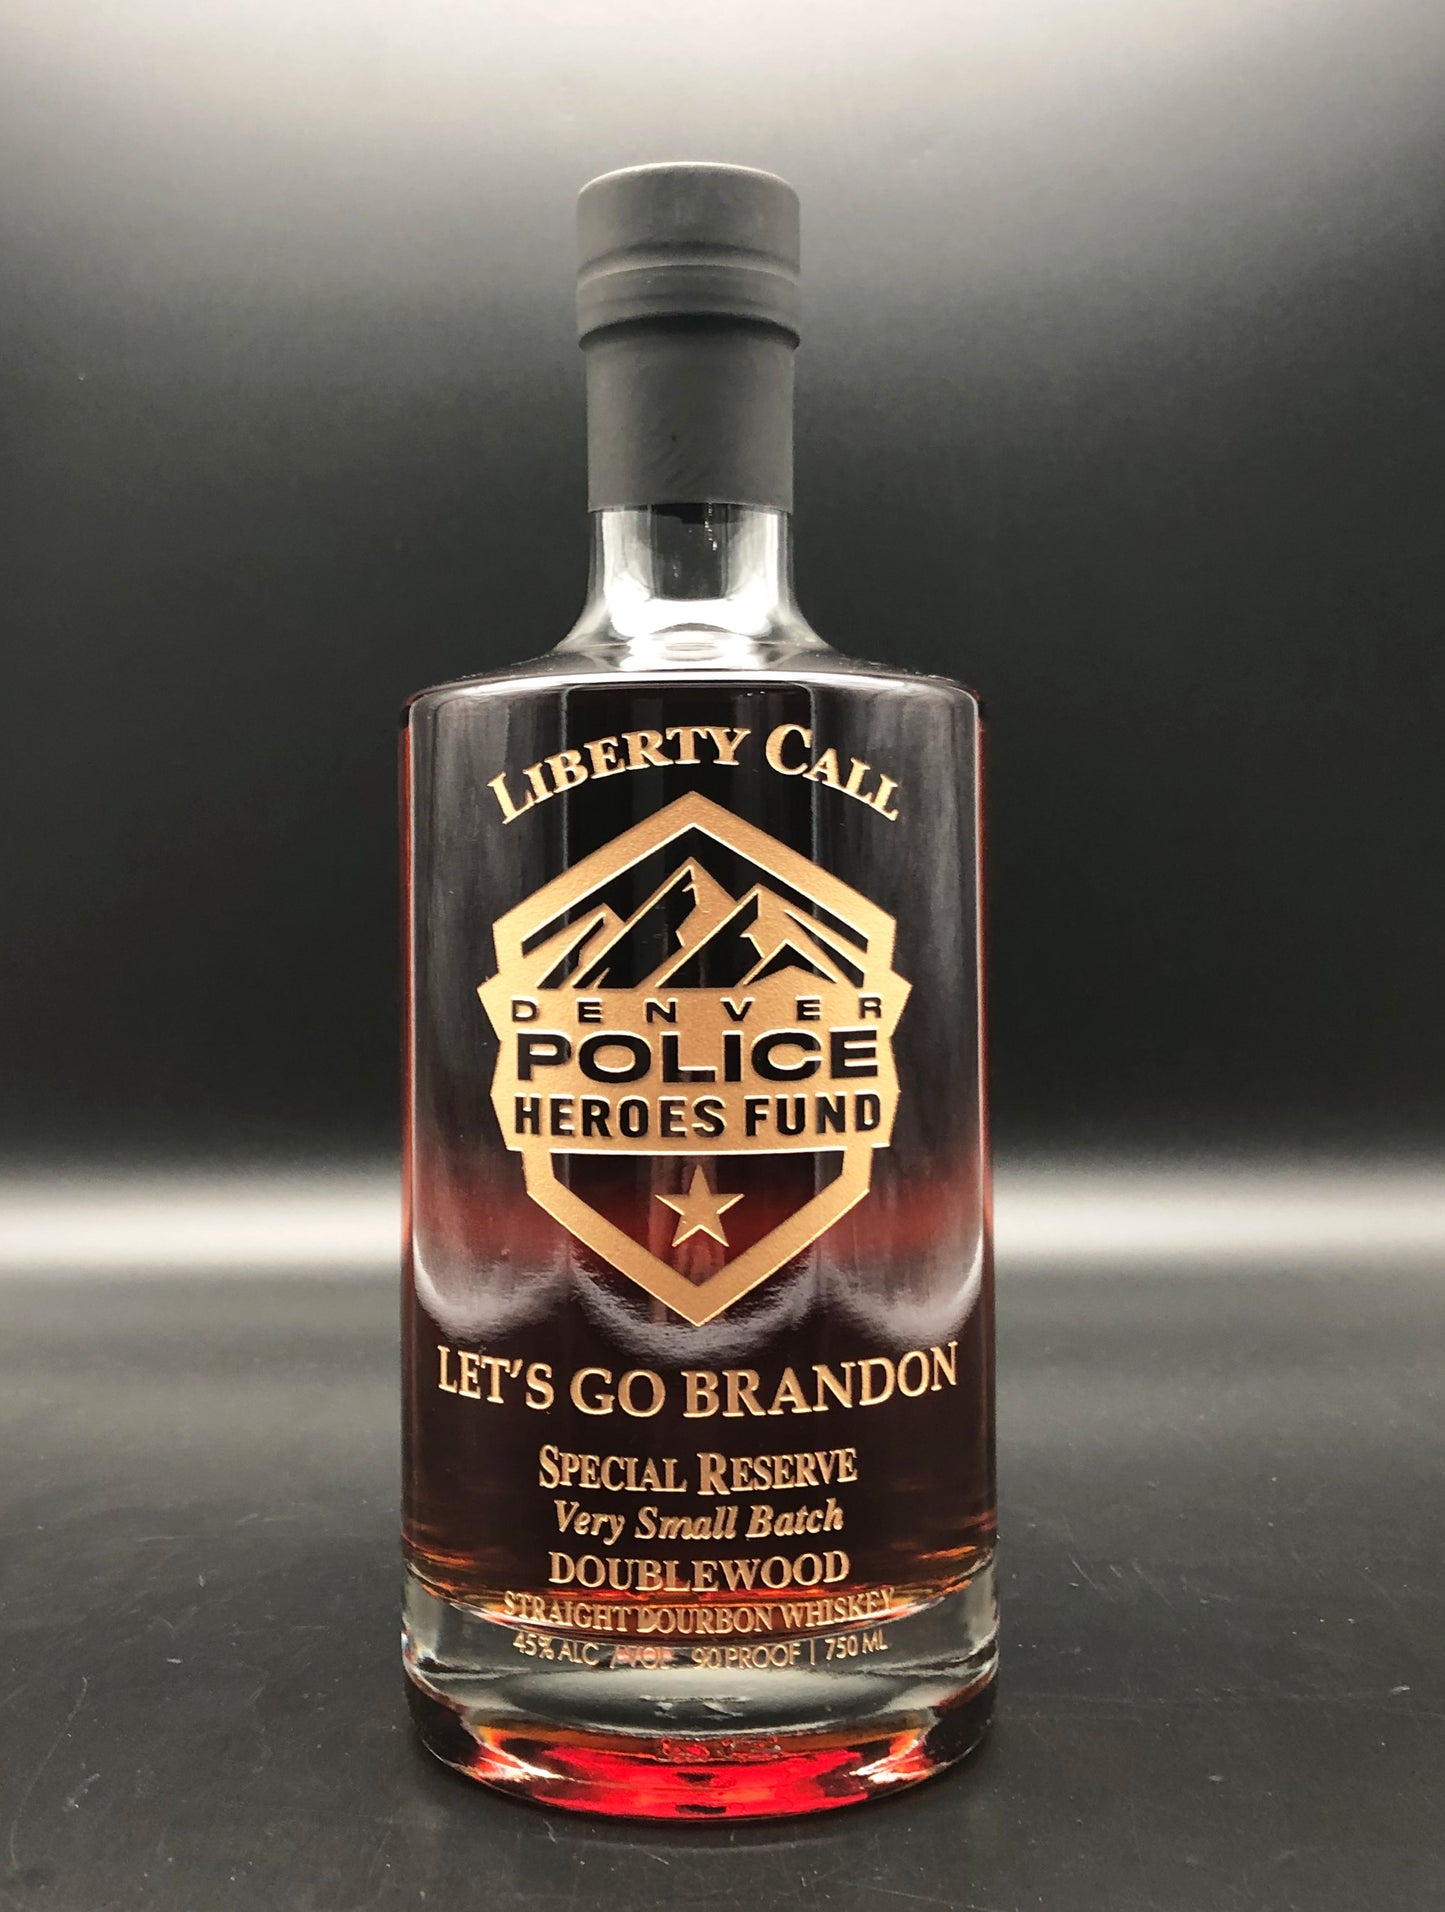 LIBERTY CALL
DENVER
POLICE
HEROES FUND
LET'S GO BRANDON
SPECIAL RESERVE
Very Small Batch
DOUBLEWOOD
STRAIGHT BOURBON WHISKEY
45% ALC / VOL 90 PROOF | 750 ML